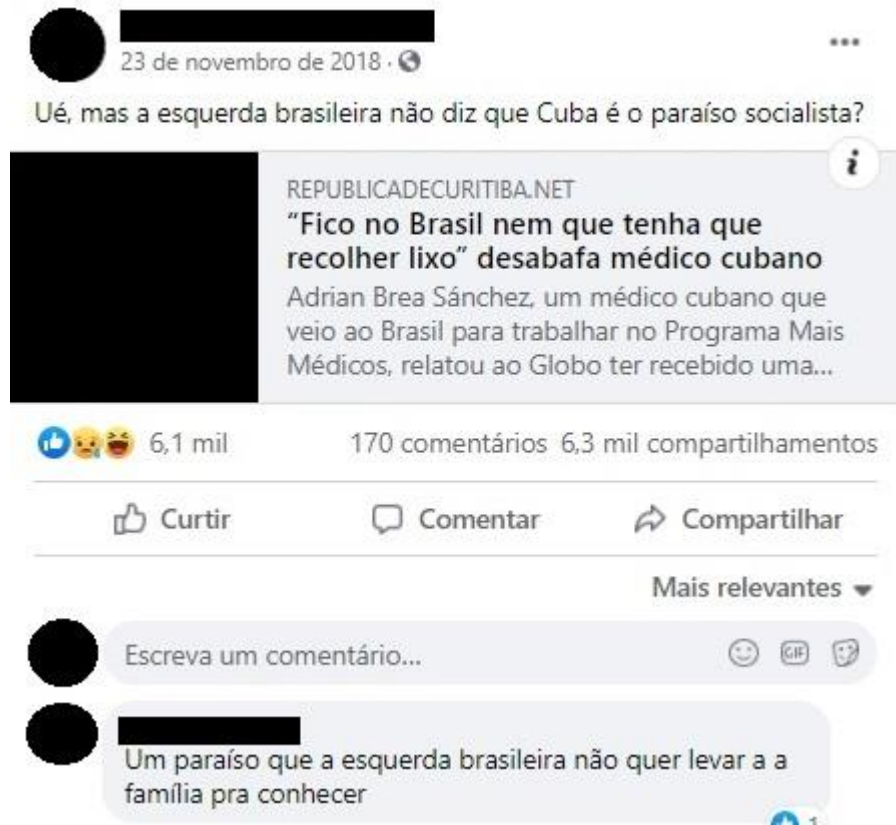 23 de novembro de 2018 ·
Ué, mas a esquerda brasileira não diz que Cuba é o paraíso socialista?
REPUBLICADECURITIBA.NET
“Fico no Brasil nem que tenha que
recolher lixo” desabafa médico cubano
Adrian Brea Sánchez, um médico cubano que
veio ao Brasil para trabalhar no Programa Mais
Médicos, relatou ao Globo ter recebido uma...
6,1 mil 170 comentários 6,3 mil compartilhamentos
Curtir Comentar Compartilhar
Mais relevantes
Escreva um comentário... GIF
Um paraíso que a esquerda brasileira não quer levar a a
família pra conhecer
1